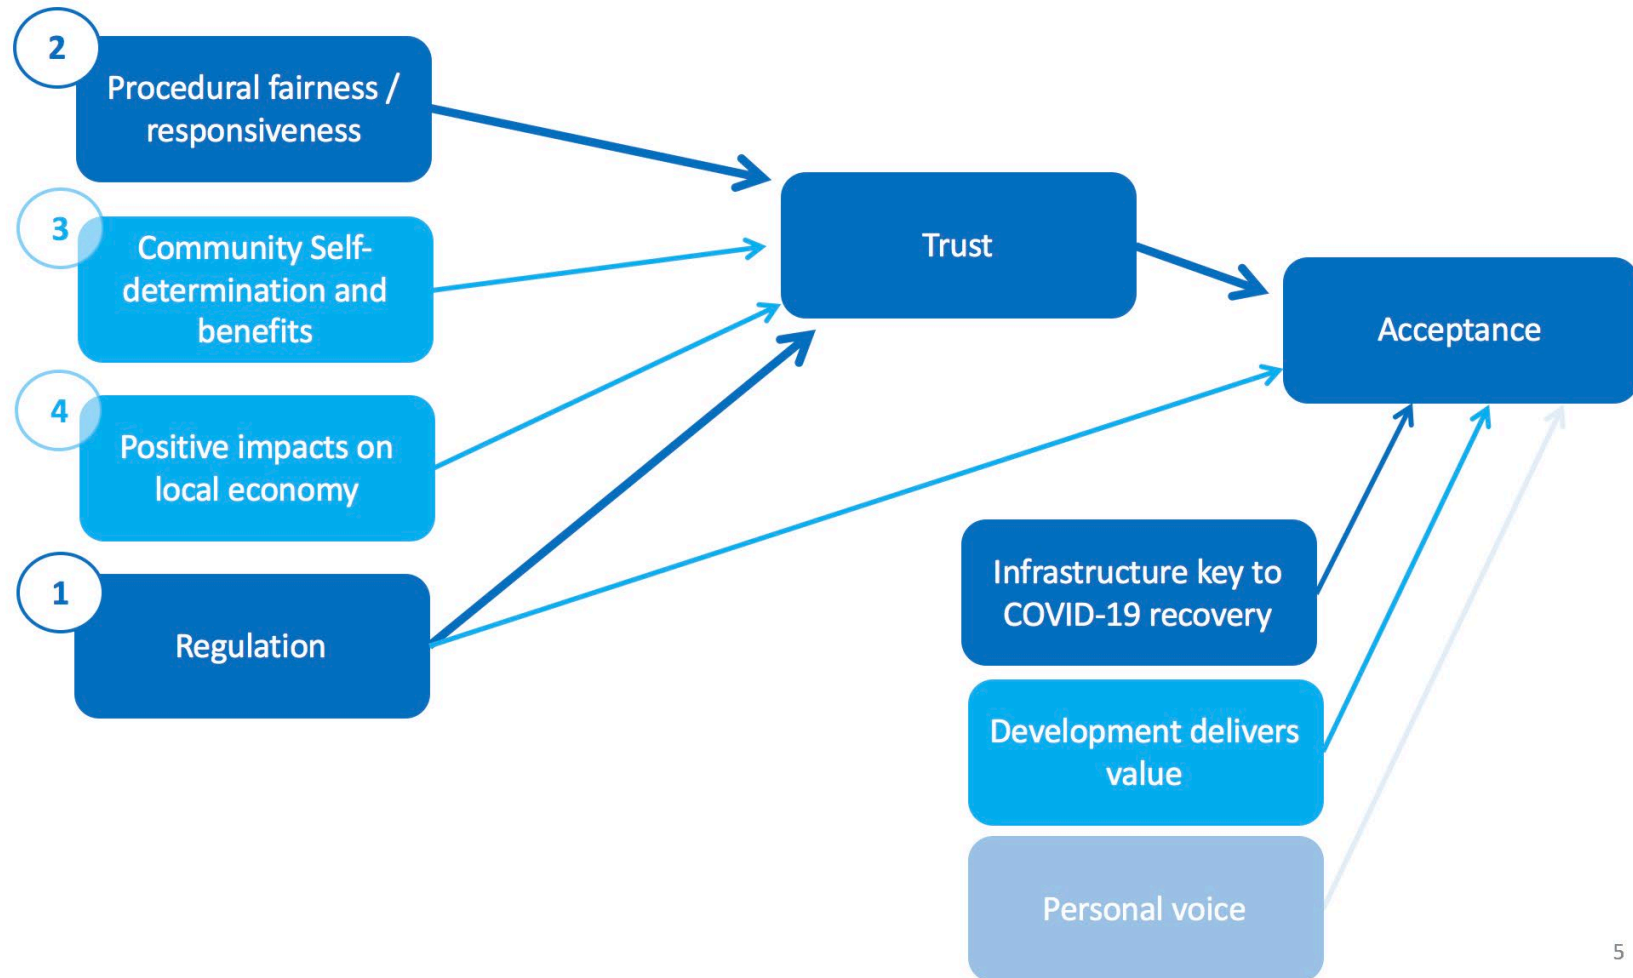 2
Procedural fairness /
responsiveness
3
Community Self-
determination and
benefits
4
Positive impacts on
local economy
1
Regulation
Trust
Acceptance
Infrastructure key to
COVID-19 recovery
Development delivers
value
Personal voice
5